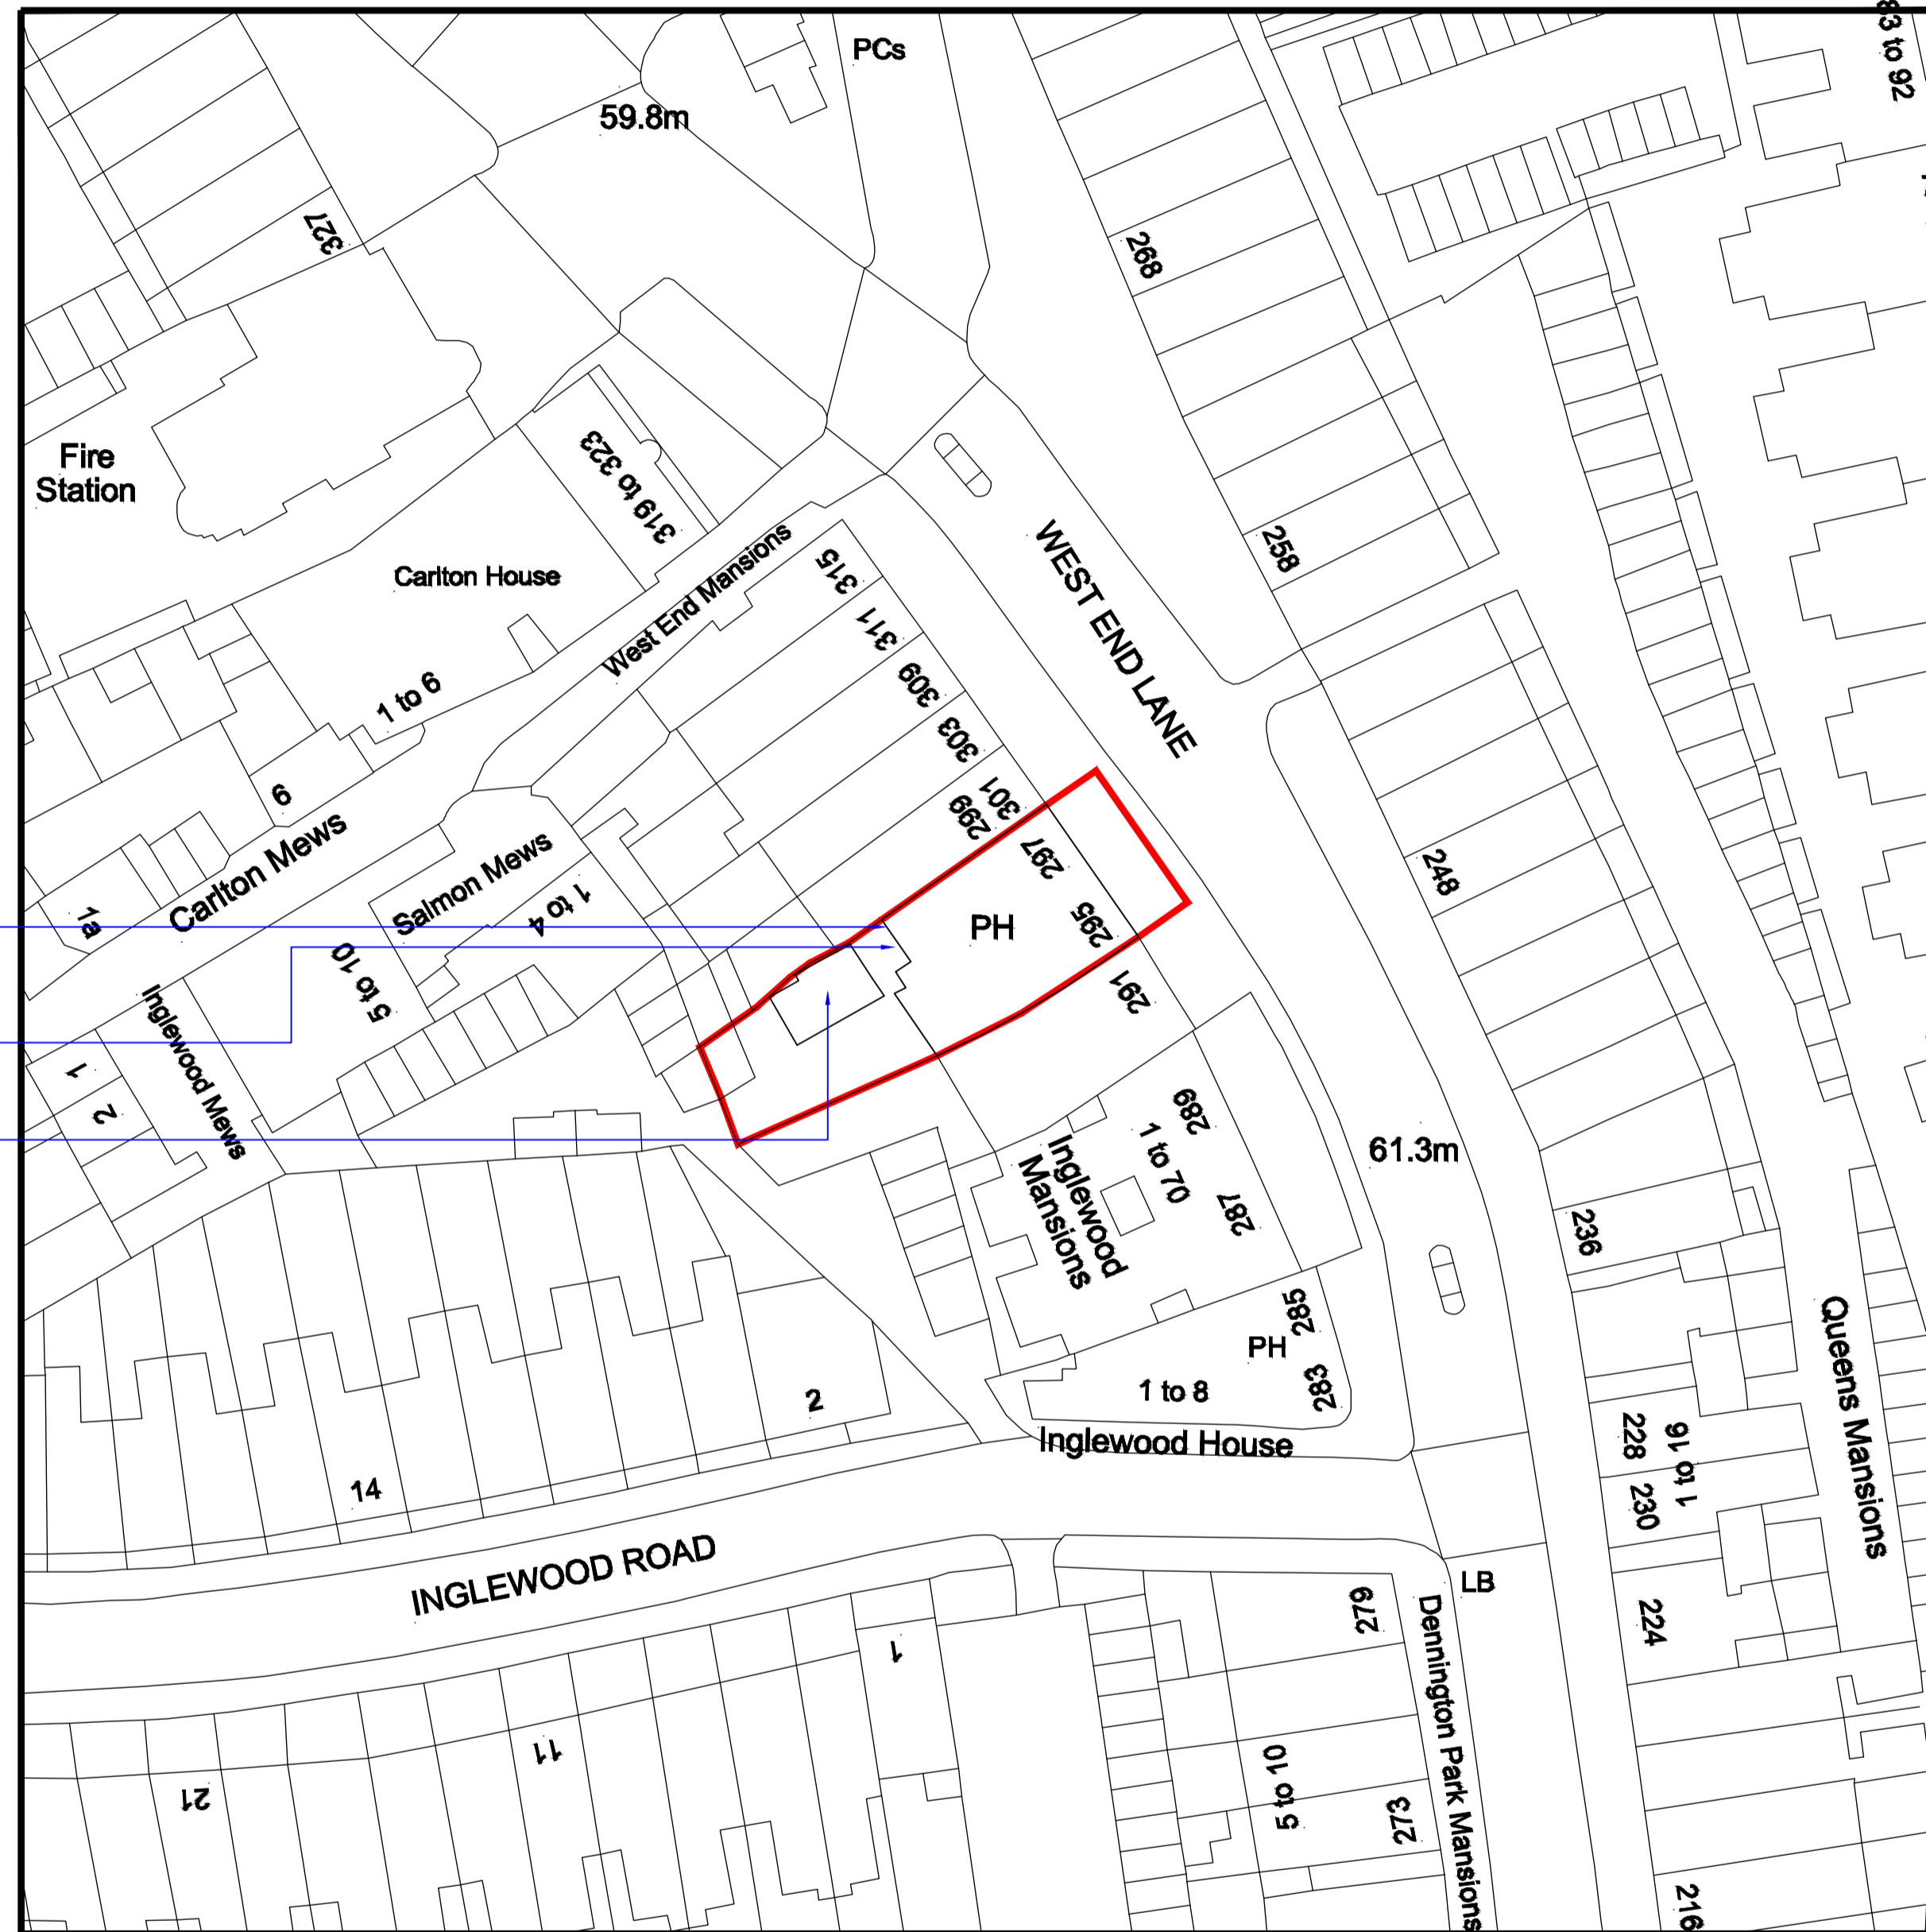 PCs
83 to 92
59.8m
327
268
Fire
Station
319 to 323
Carlton House
West End Mansions
315
311
309
303
301
299
297
295
291
WEST END LANE
258
1 to 6
6
Carlton Mews
1a
Salmon Mews
1 to 4
5 to 10
PH
248
Inglewood Mews
1
2
289
1 to 70
Inglewood
Mansions
287
61.3m
236
285
PH
283
1 to 8
Inglewood House
2
14
Queens Mansions
228
1 to 16
230
INGLEWOOD ROAD
LB
279
224
Dennington Park Mansions
1
11
21
5 to 10
273
216